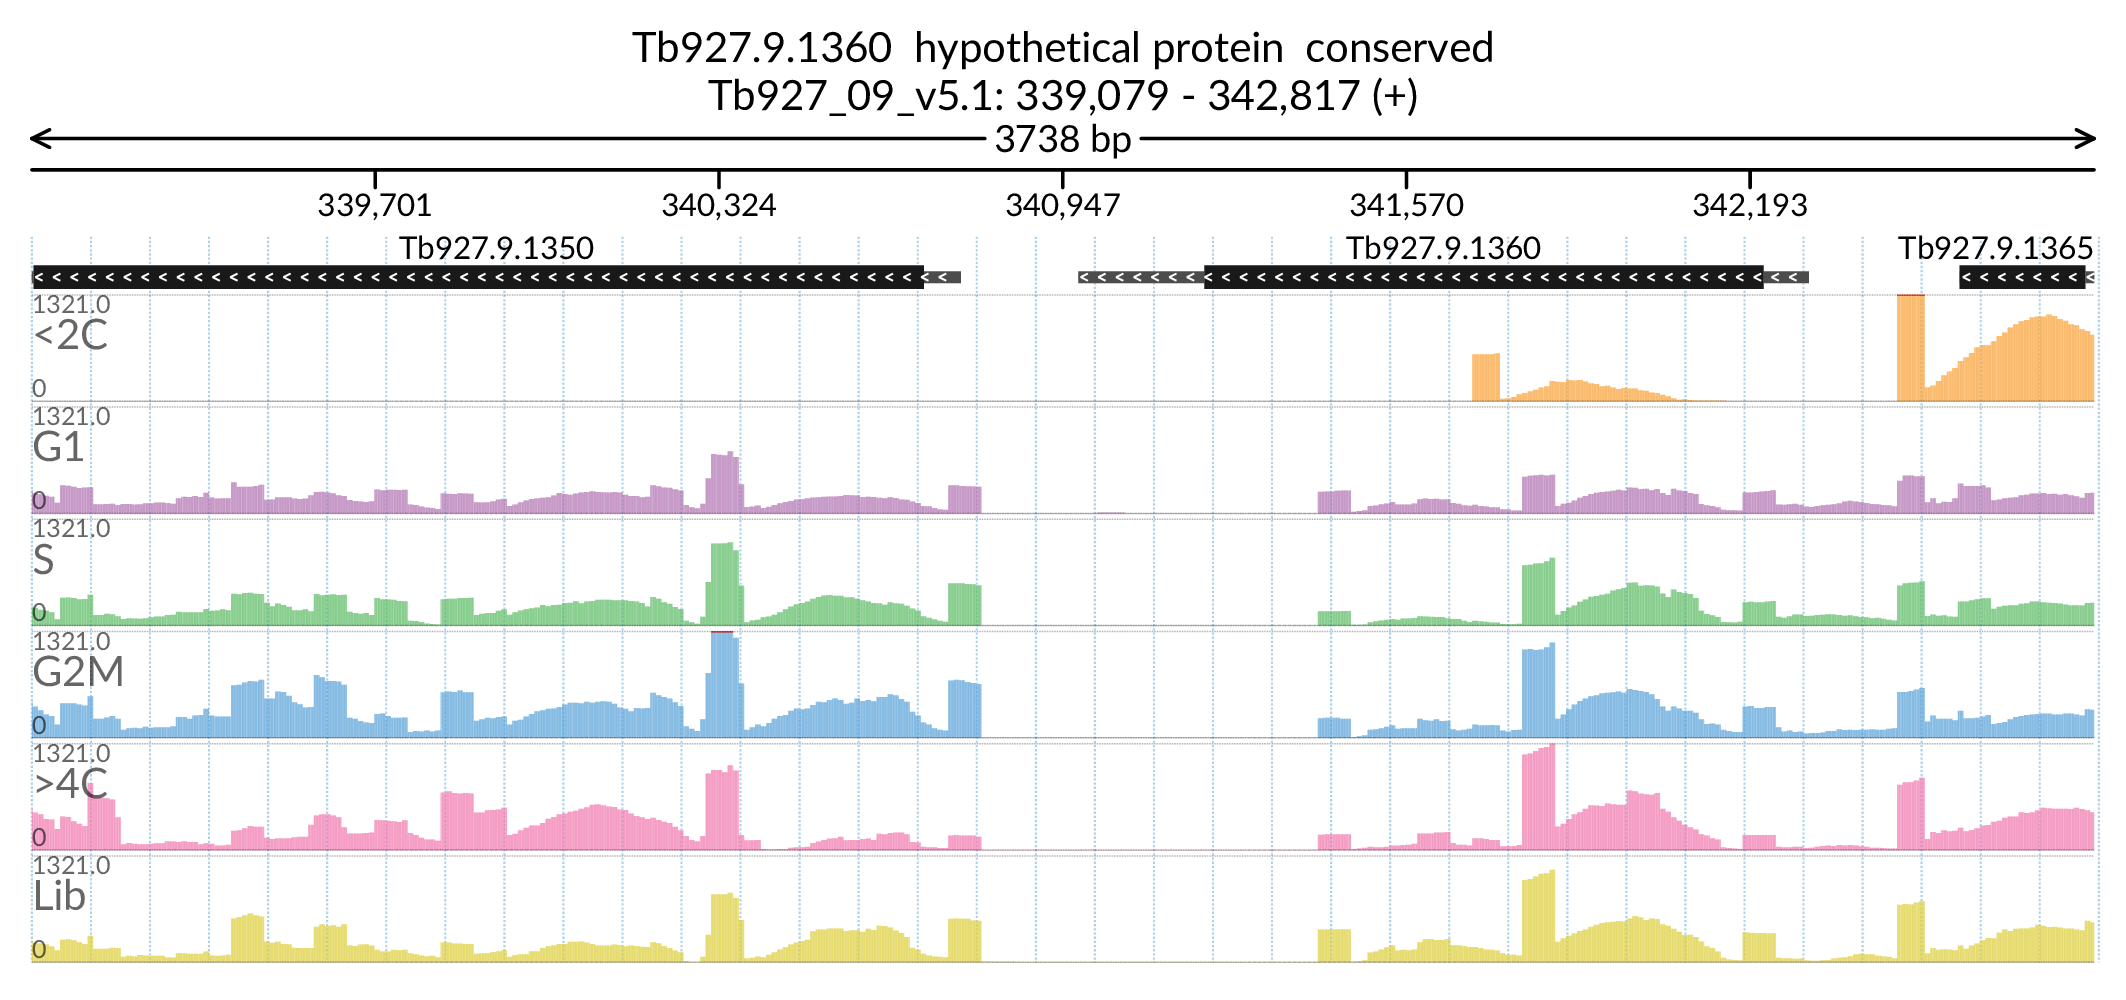 Tb927.9.1360  hypothetical protein  conserved
Tb927_09_v5.1: 339,079 - 342,817 (+)
3738 bp
339,701 340,324 340,947 341,570 342,193
Tb927.9.1350 Tb927.9.1360 Tb927.9.1365
1321.0
<2C
0
1321.0
G1
0
1321.0
S
0
1321.0
G2M
0
1321.0
>4C
0
1321.0
Lib
0